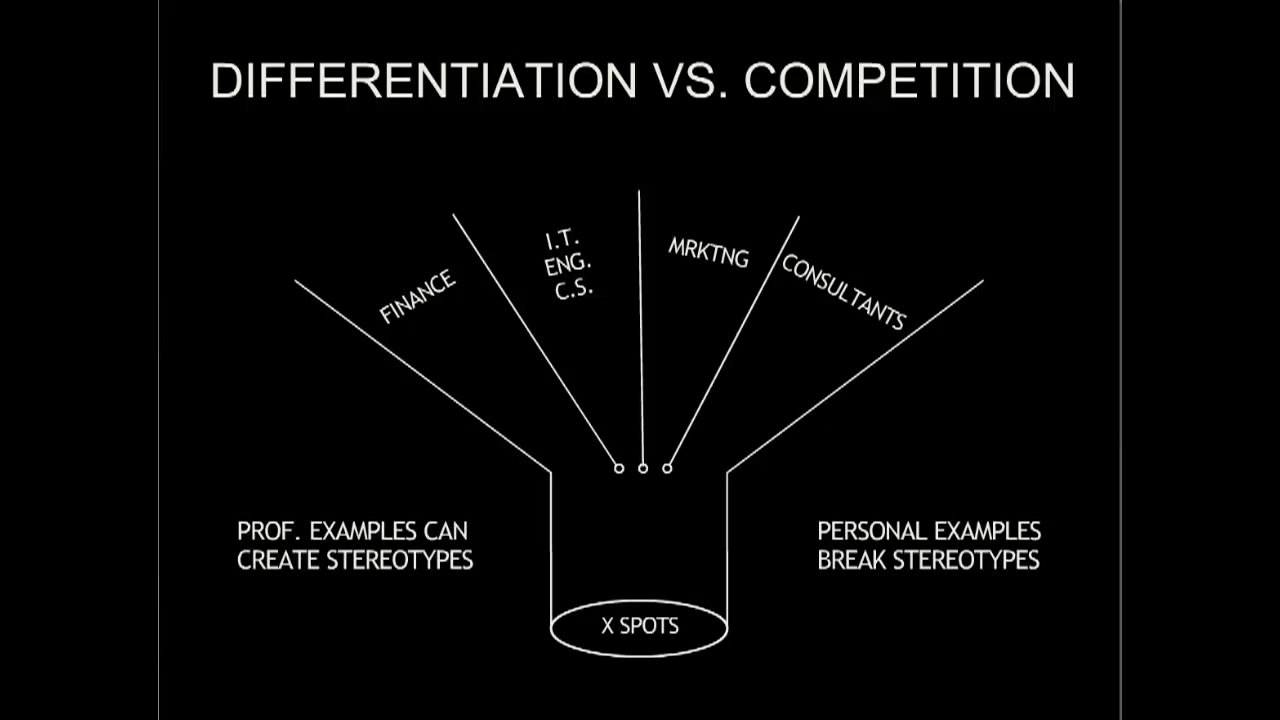 DIFFERENTIATION VS. COMPETITION
FINANCE
I.T.
ENG.
C.S.
MRKTNG
CONSULTANTS
PROF. EXAMPLES CAN
CREATE STEREOTYPES
PERSONAL EXAMPLES
BREAK STEREOTYPES
X SPOTS